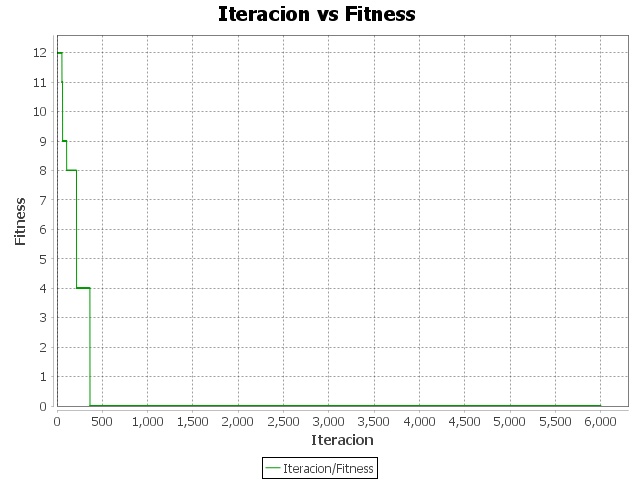 Iteracion vs Fitness
12
11
10
9
8
7
6
5
4
3
2
1
0
Fitness
0 500 1,000 1,500 2,000 2,500 3,000 3,500 4,000 4,500 5,000 5,500 6,000
Iteracion
Iteracion/Fitness